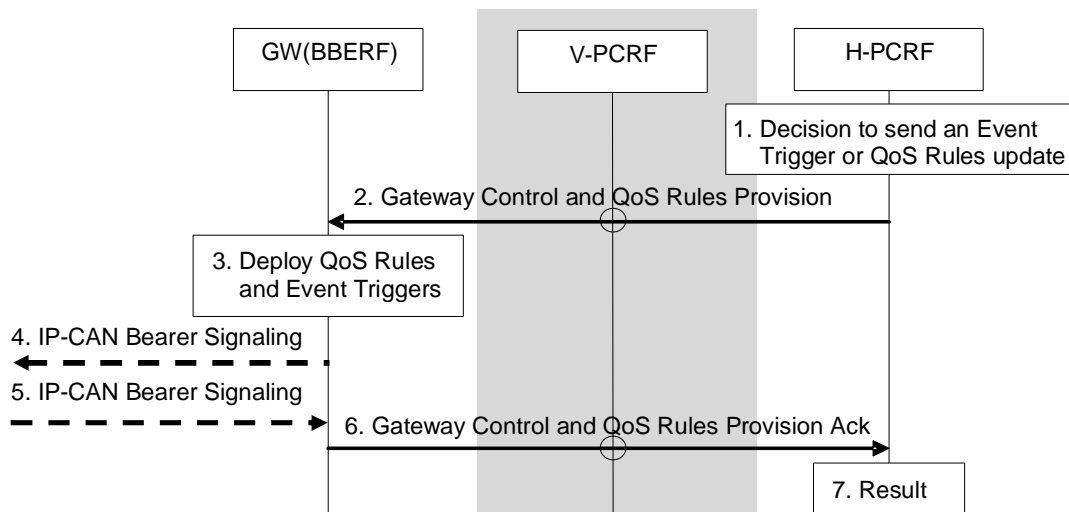 GW(BBERF)
V-PCRF
H-PCRF
1. Decision to send an Event
Trigger or QoS Rules update
2. Gateway Control and QoS Rules Provision
3. Deploy QoS Rules
and Event Triggers
4. IP-CAN Bearer Signaling
5. IP-CAN Bearer Signaling
6. Gateway Control and QoS Rules Provision Ack
7. Result